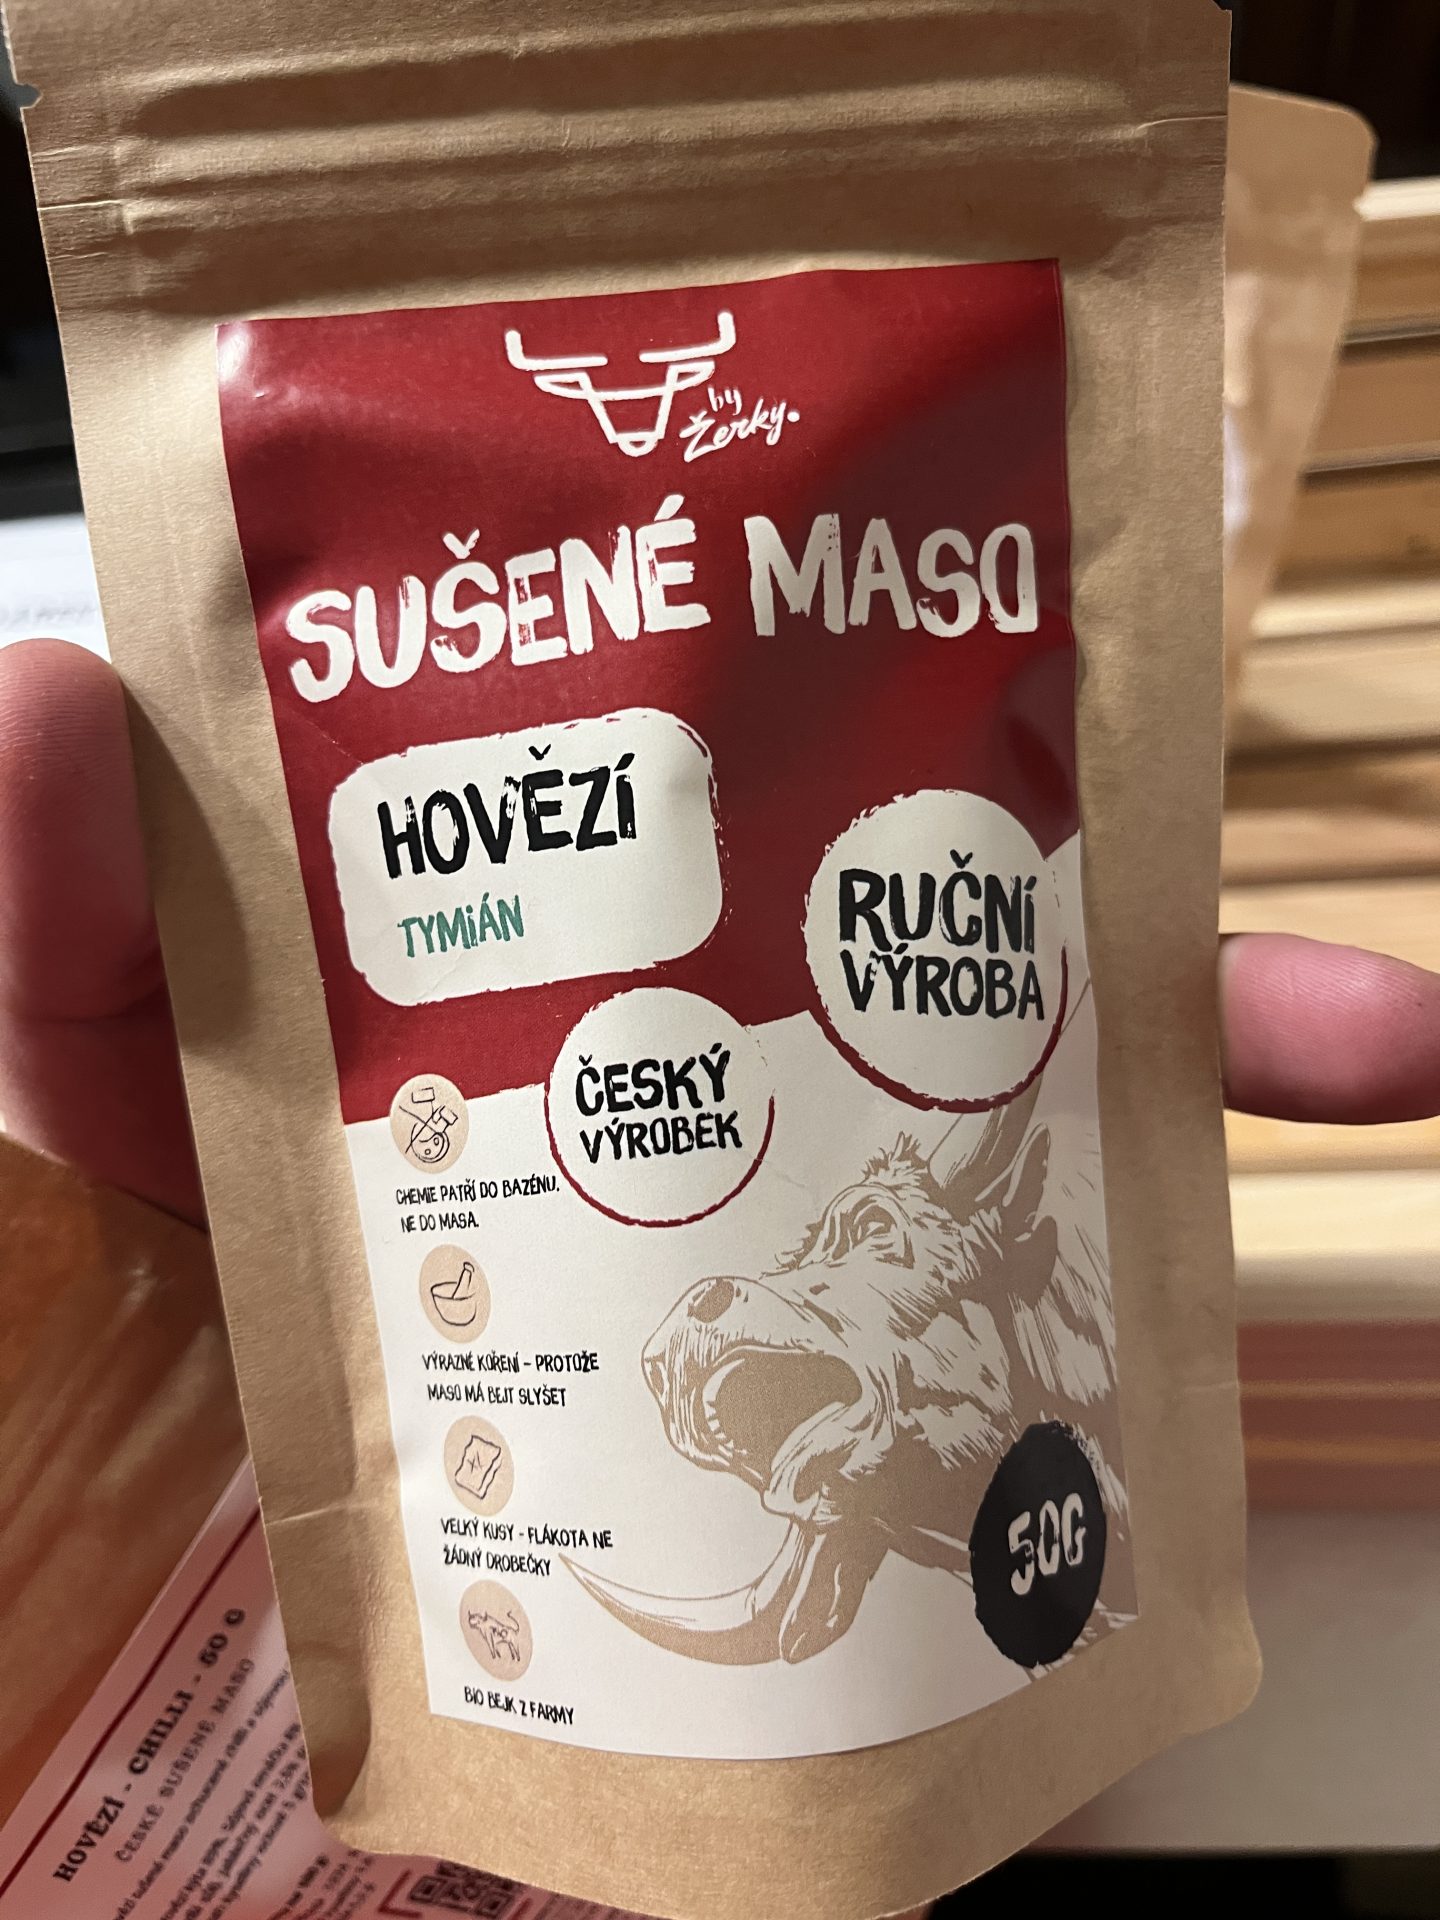 by
Žerky.
SUŠENÉ MASO
HOVĚZÍ
TYMIÁN
RUČNÍ
VÝROBA
ČESKÝ
VÝROBEK
CHEMIE PATŘÍ DO BAZÉNU.
NE DO MASA.
VÝRAZNÉ KOŘENÍ - PROTOŽE
MASO MÁ BEJT SLYŠET
VELKÝ KUSY - FLÁKOTA NE
ŽÁDNÝ DROBEČKY
BIO BEJK Z FARMY
50G
HOVĚZÍ - CHILLI - 50 G
ČESKÉ SUŠENÉ MASO